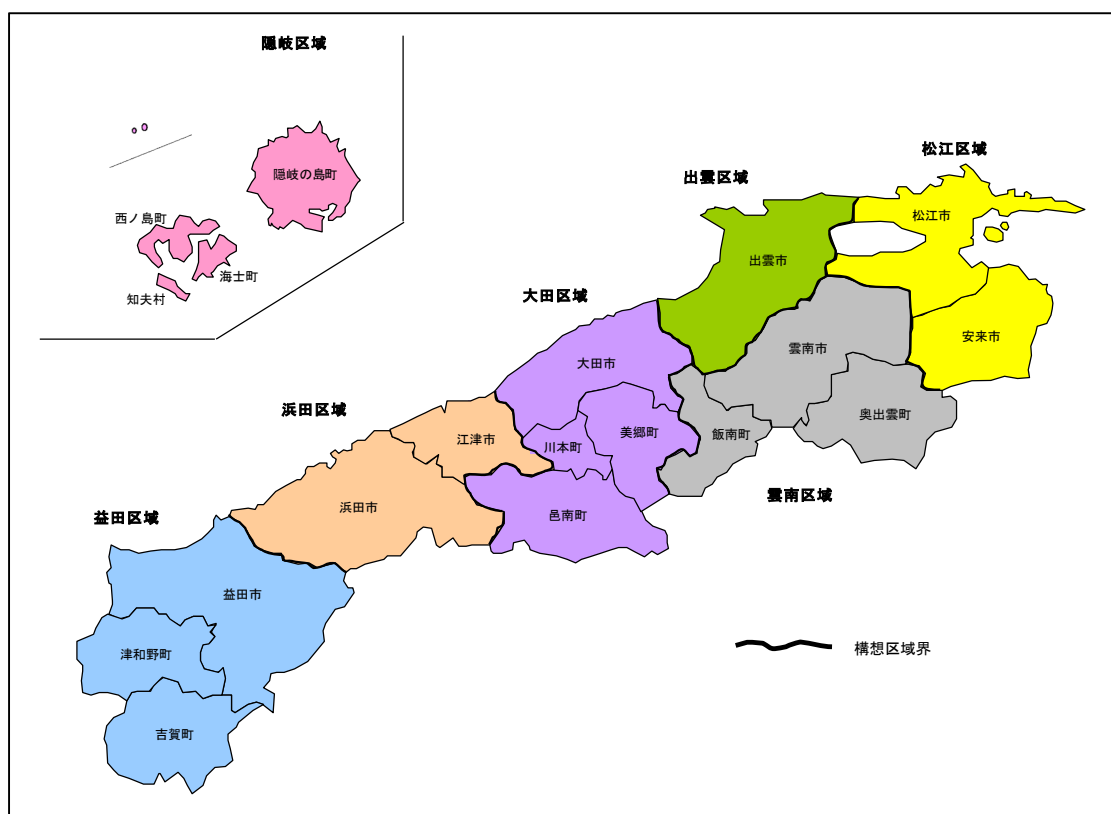 隠岐区域
隠岐の島町
西ノ島町
海士町
知夫村
松江区域
出雲区域
松江市
出雲市
大田区域
安来市
雲南市
大田市
浜田区域
奥出雲町
美郷町
飯南町
江津市
川本町
雲南区域
浜田市
邑南町
益田区域
益田市
構想区域界
津和野町
吉賀町